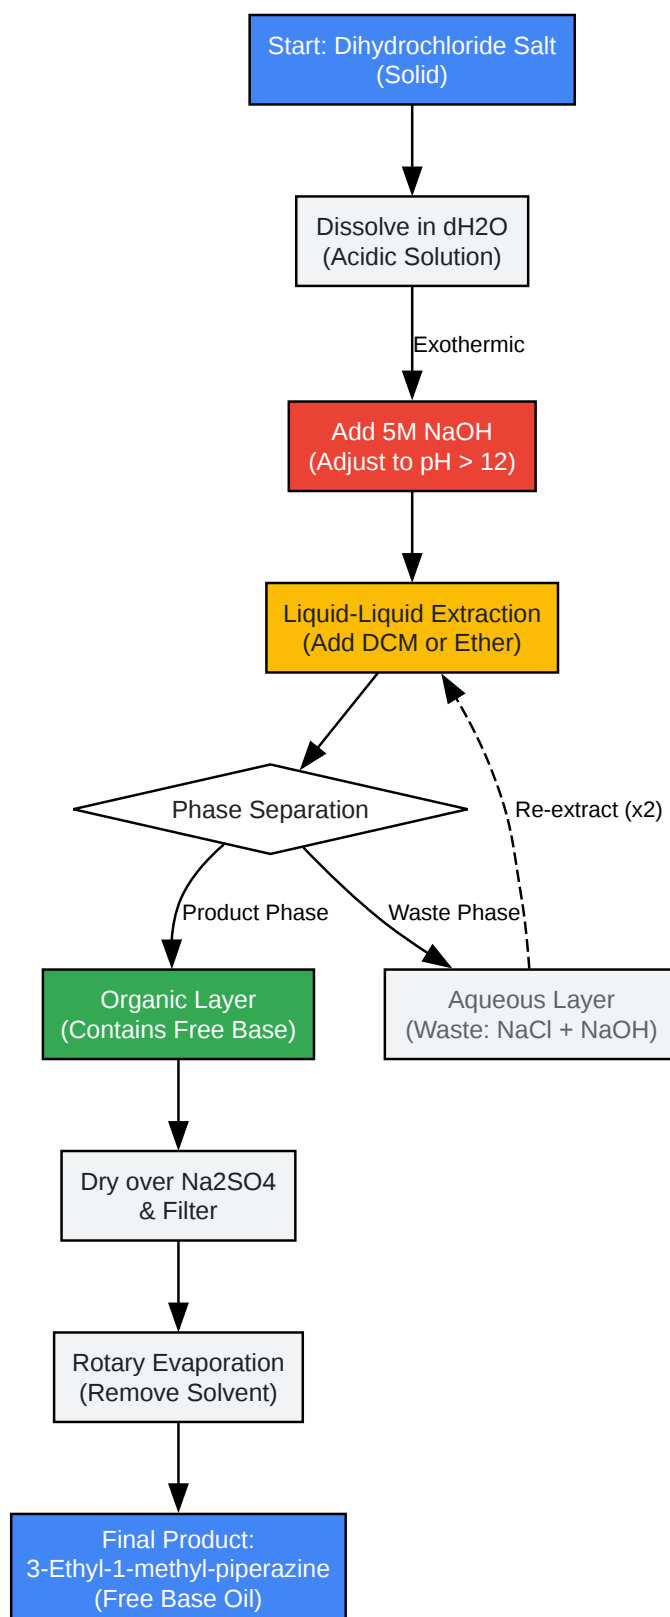 Start: Dihydrochloride Salt
(Solid)
Dissolve in dH2O
(Acidic Solution)
Exothermic
Add 5M NaOH
(Adjust to pH > 12)
Liquid-Liquid Extraction
(Add DCM or Ether)
Phase Separation
Re-extract (x2)
Product Phase
Waste Phase
Organic Layer
(Contains Free Base)
Aqueous Layer
(Waste: NaCl + NaOH)
Dry over Na2SO4
& Filter
Rotary Evaporation
(Remove Solvent)
Final Product:
3-Ethyl-1-methyl-piperazine
(Free Base Oil)